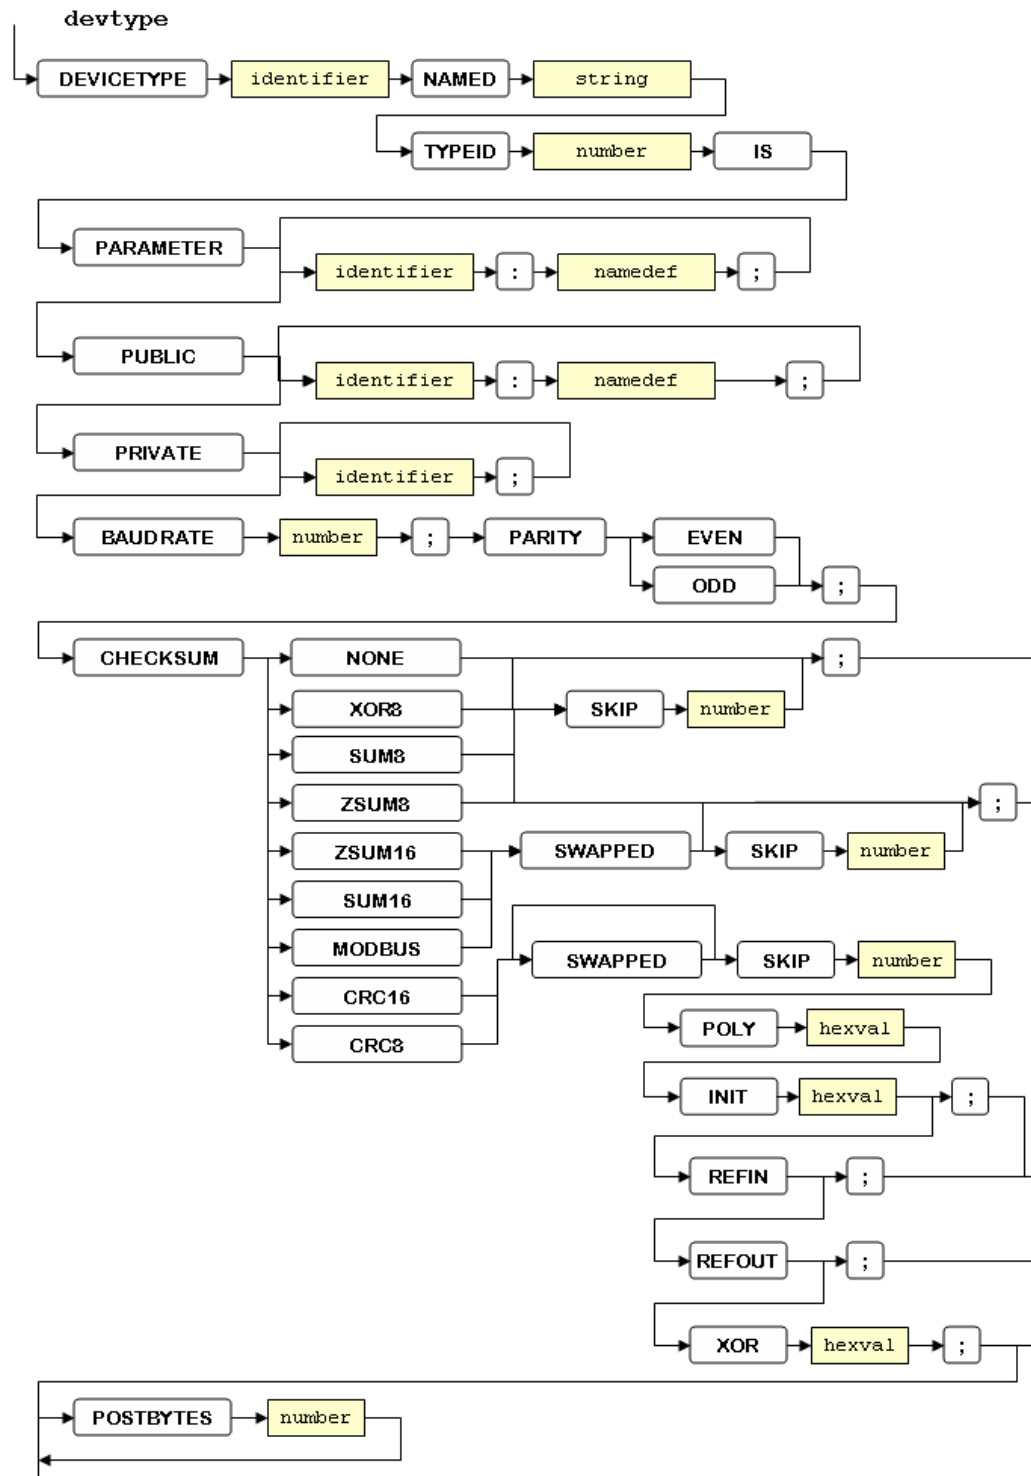 devtype
DEVICETYPE identifier NAMED string
TYPEID number IS
PARAMETER
identifier : namedef ;
PUBLIC
identifier : namedef ;
PRIVATE
identifier ;
BAUDRATE number ; PARITY EVEN
ODD ;
CHECKSUM NONE ;
XOR8 SKIP number
SUM8
ZSUM8 ;
ZSUM16 SWAPPED SKIP number
SUM16
MODBUS SWAPPED SKIP number
CRC16
POLY hexval
CRC8
INIT hexval ;
REFIN ;
REFOUT ;
XOR hexval ;
POSTBYTES number